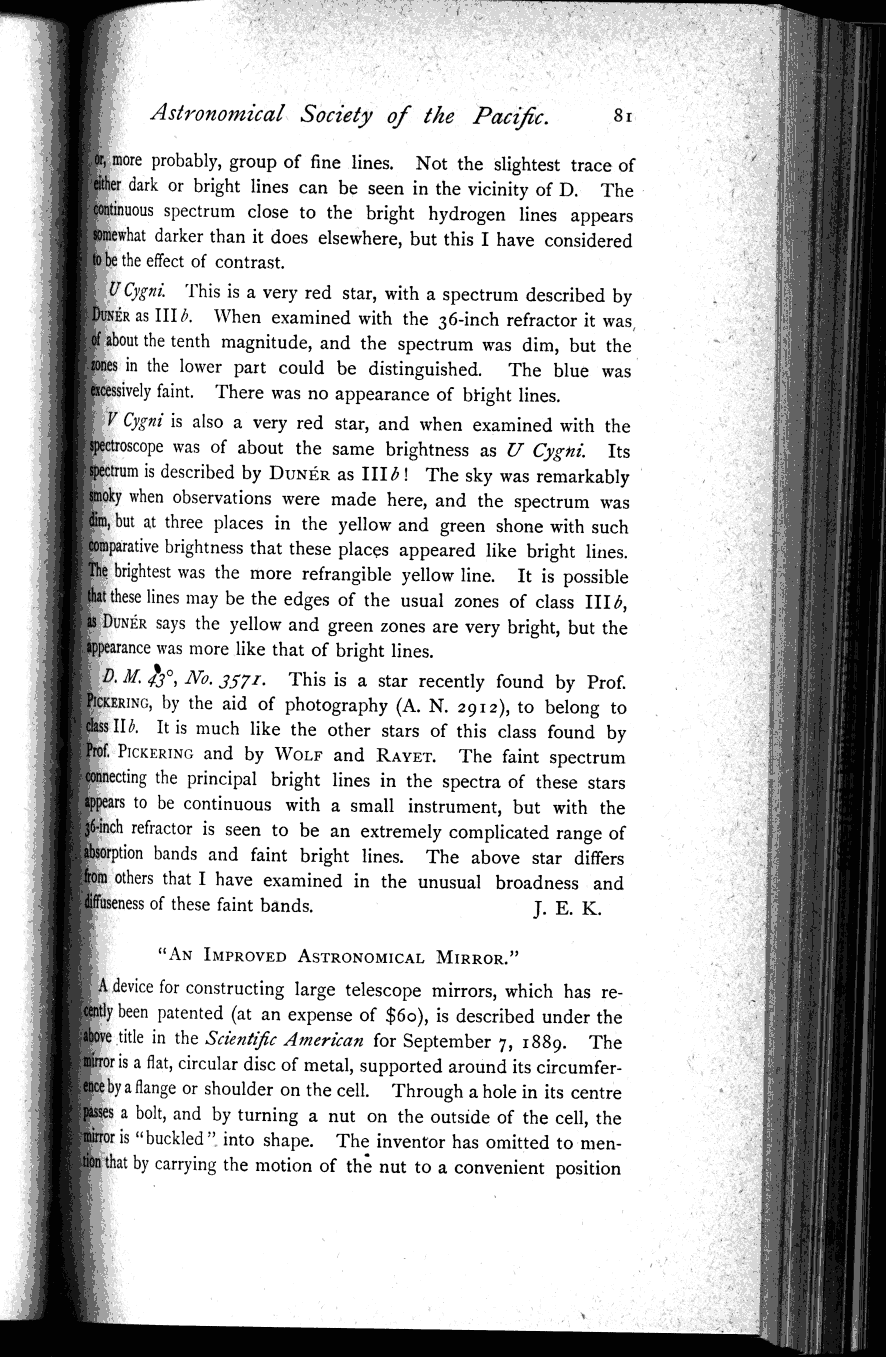 Astronomical Society of the Pacific. 81
or, more probably, group of fine lines. Not the slightest trace of
either dark or bright lines can be seen in the vicinity of D. The
continuous spectrum close to the bright hydrogen lines appears
somewhat darker than it does elsewhere, but this I have considered
to be the effect of contrast.
U Cygni. This is a very red star, with a spectrum described by
DUNÉR as III b. When examined with the 36-inch refractor it was,
of about the tenth magnitude, and the spectrum was dim, but the
zones in the lower part could be distinguished. The blue was
excessively faint. There was no appearance of bright lines.
V Cygni is also a very red star, and when examined with the
spectroscope was of about the same brightness as U Cygni. Its
spectrum is described by DUNÉR as III b! The sky was remarkably
smoky when observations were made here, and the spectrum was
dim, but at three places in the yellow and green shone with such
comparative brightness that these places appeared like bright lines.
The brightest was the more refrangible yellow line. It is possible
that these lines may be the edges of the usual zones of class III b,
as DUNÉR says the yellow and green zones are very bright, but the
appearance was more like that of bright lines.
D. M. 43°, No. 3571. This is a star recently found by Prof.
PICKERING, by the aid of photography (A. N. 2912), to belong to
class II b. It is much like the other stars of this class found by
Prof. PICKERING and by WOLF and RAYET. The faint spectrum
connecting the principal bright lines in the spectra of these stars
appears to be continuous with a small instrument, but with the
36-inch refractor is seen to be an extremely complicated range of
absorption bands and faint bright lines. The above star differs
from others that I have examined in the unusual broadness and
diffuseness of these faint bands. J. E. K.
"AN IMPROVED ASTRONOMICAL MIRROR."
A device for constructing large telescope mirrors, which has re-
cently been patented (at an expense of $60), is described under the
above title in the Scientific American for September 7, 1889. The
mirror is a flat, circular disc of metal, supported around its circumfer-
ence by a flange or shoulder on the cell. Through a hole in its centre
passes a bolt, and by turning a nut on the outside of the cell, the
mirror is "buckled" into shape. The inventor has omitted to men-
tion that by carrying the motion of the nut to a convenient position